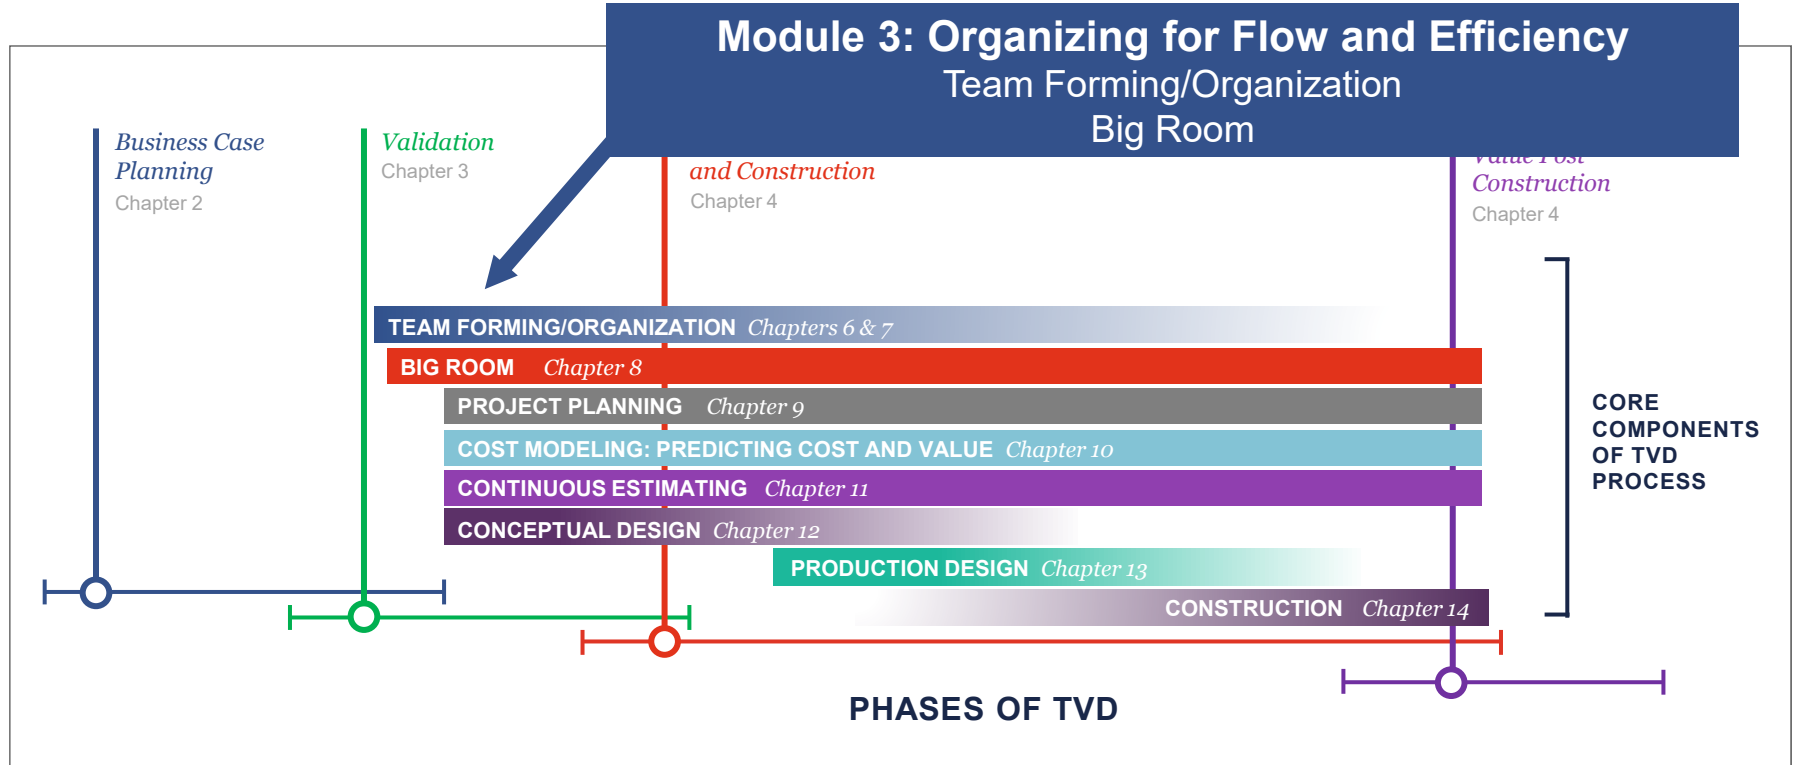 Module 3: Organizing for Flow and Efficiency
Team Forming/Organization
Big Room
Business Case
Planning
Chapter 2
Validation
Chapter 3
and Construction
Chapter 4
Value Post
Construction
Chapter 4
TEAM FORMING/ORGANIZATION Chapters 6 & 7
BIG ROOM Chapter 8
PROJECT PLANNING Chapter 9
COST MODELING: PREDICTING COST AND VALUE Chapter 10
CONTINUOUS ESTIMATING Chapter 11
CONCEPTUAL DESIGN Chapter 12
PRODUCTION DESIGN Chapter 13
CONSTRUCTION Chapter 14
CORE
COMPONENTS
OF TVD
PROCESS
PHASES OF TVD